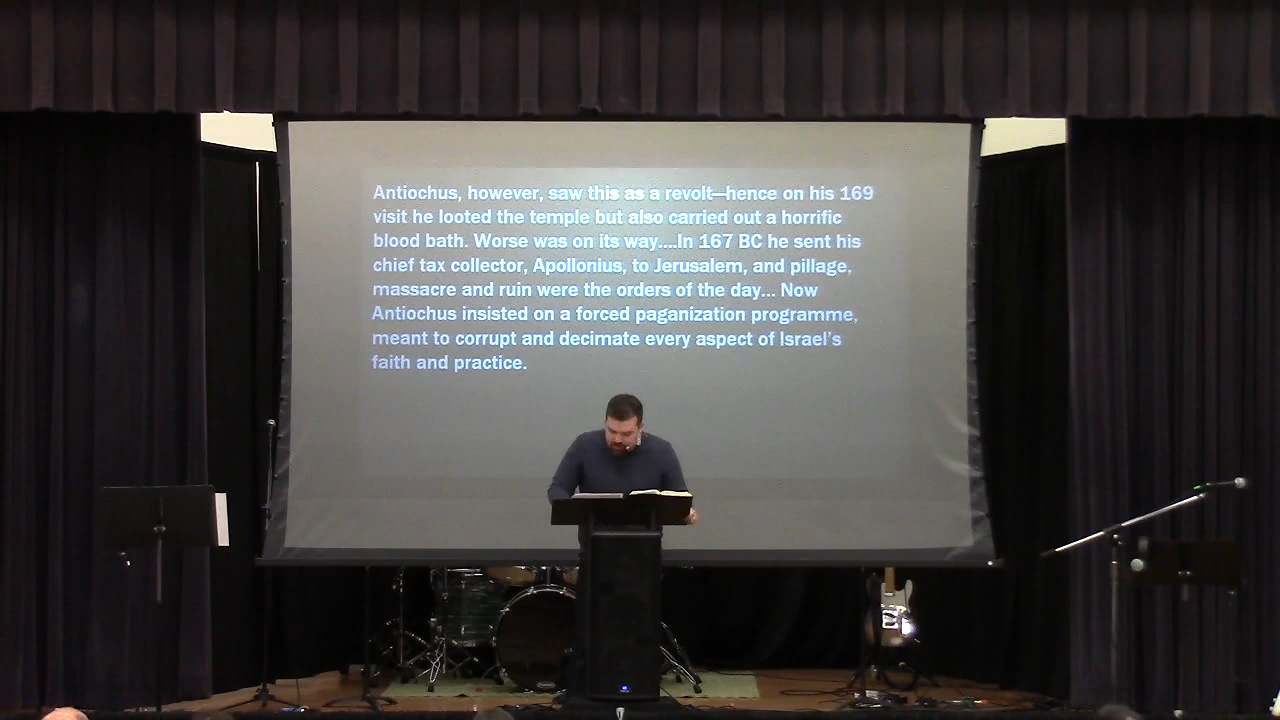 Antiochus, however, saw this as a revolt—hence on his 169
visit he looted the temple but also carried out a horrific
blood bath. Worse was on its way....In 167 BC he sent his
chief tax collector, Apollonius, to Jerusalem, and pillage,
massacre and ruin were the orders of the day... Now
Antiochus insisted on a forced paganization programme,
meant to corrupt and decimate every aspect of Israel's
faith and practice.